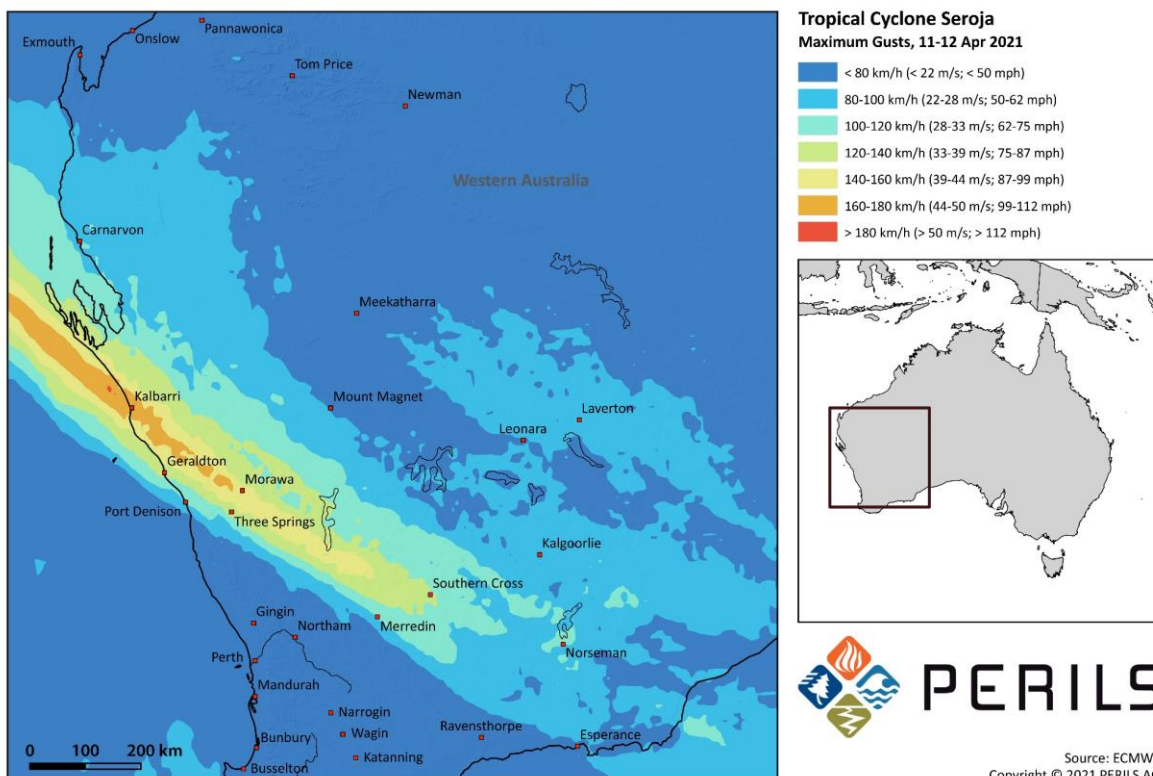 Tropical Cyclone Seroja
Maximum Gusts, 11-12 Apr 2021
< 80 km/h (< 22 m/s; < 50 mph)
80-100 km/h (22-28 m/s; 50-62 mph)
100-120 km/h (28-33 m/s; 62-75 mph)
120-140 km/h (33-39 m/s; 75-87 mph)
140-160 km/h (39-44 m/s; 87-99 mph)
160-180 km/h (44-50 m/s; 99-112 mph)
> 180 km/h (> 50 m/s; > 112 mph)
Pannawonica
Onslow
Exmouth
Tom Price
Newman
Western Australia
Carnarvon
Meekatharra
Kalbarri
Mount Magnet
Laverton
Leonara
Geraldton
Morawa
Port Denison
Three Springs
Kalgoorlie
Southern Cross
Gingin
Northam
Merredin
Norseman
Perth
Mandurah
Narrogin
Ravensthorpe
Wagin
Esperance
Bunbury
Katanning
Busselton
0 100 200 km
PERILS
Source: ECMW
Copyright © 2021 PERILS A